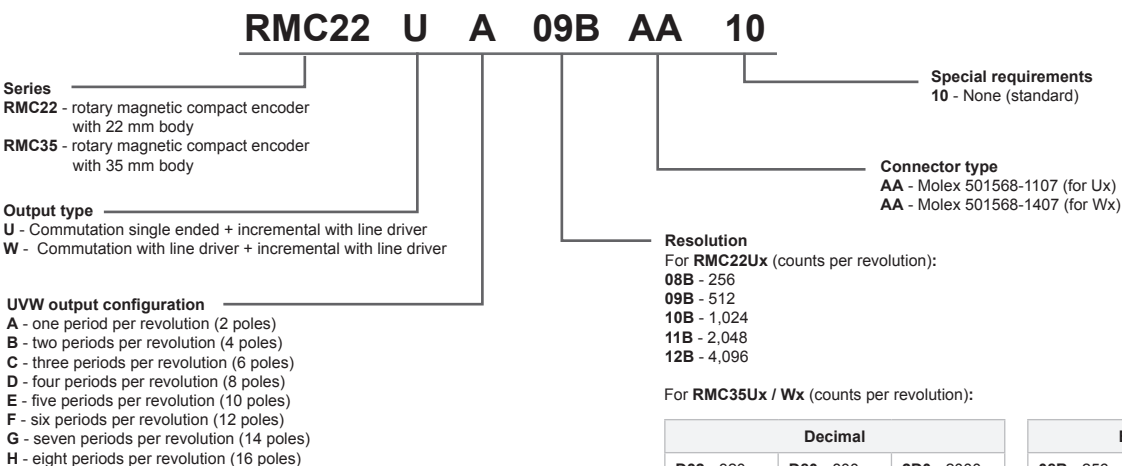 RMC22 U A 09B AA 10
Series
RMC22 - rotary magnetic compact encoder
with 22 mm body
RMC35 - rotary magnetic compact encoder
with 35 mm body
Output type
U - Commutation single ended + incremental with line driver
W - Commutation with line driver + incremental with line driver
UVW output configuration
A - one period per revolution (2 poles)
B - two periods per revolution (4 poles)
C - three periods per revolution (6 poles)
D - four periods per revolution (8 poles)
E - five periods per revolution (10 poles)
F - six periods per revolution (12 poles)
G - seven periods per revolution (14 poles)
H - eight periods per revolution (16 poles)
Special requirements
10 - None (standard)
Connector type
AA - Molex 501568-1107 (for Ux)
AA - Molex 501568-1407 (for Wx)
Resolution
For RMC22Ux (counts per revolution):
08B - 256
09B - 512
10B - 1,024
11B - 2,048
12B - 4,096
For RMC35Ux / Wx (counts per revolution):
Decimal